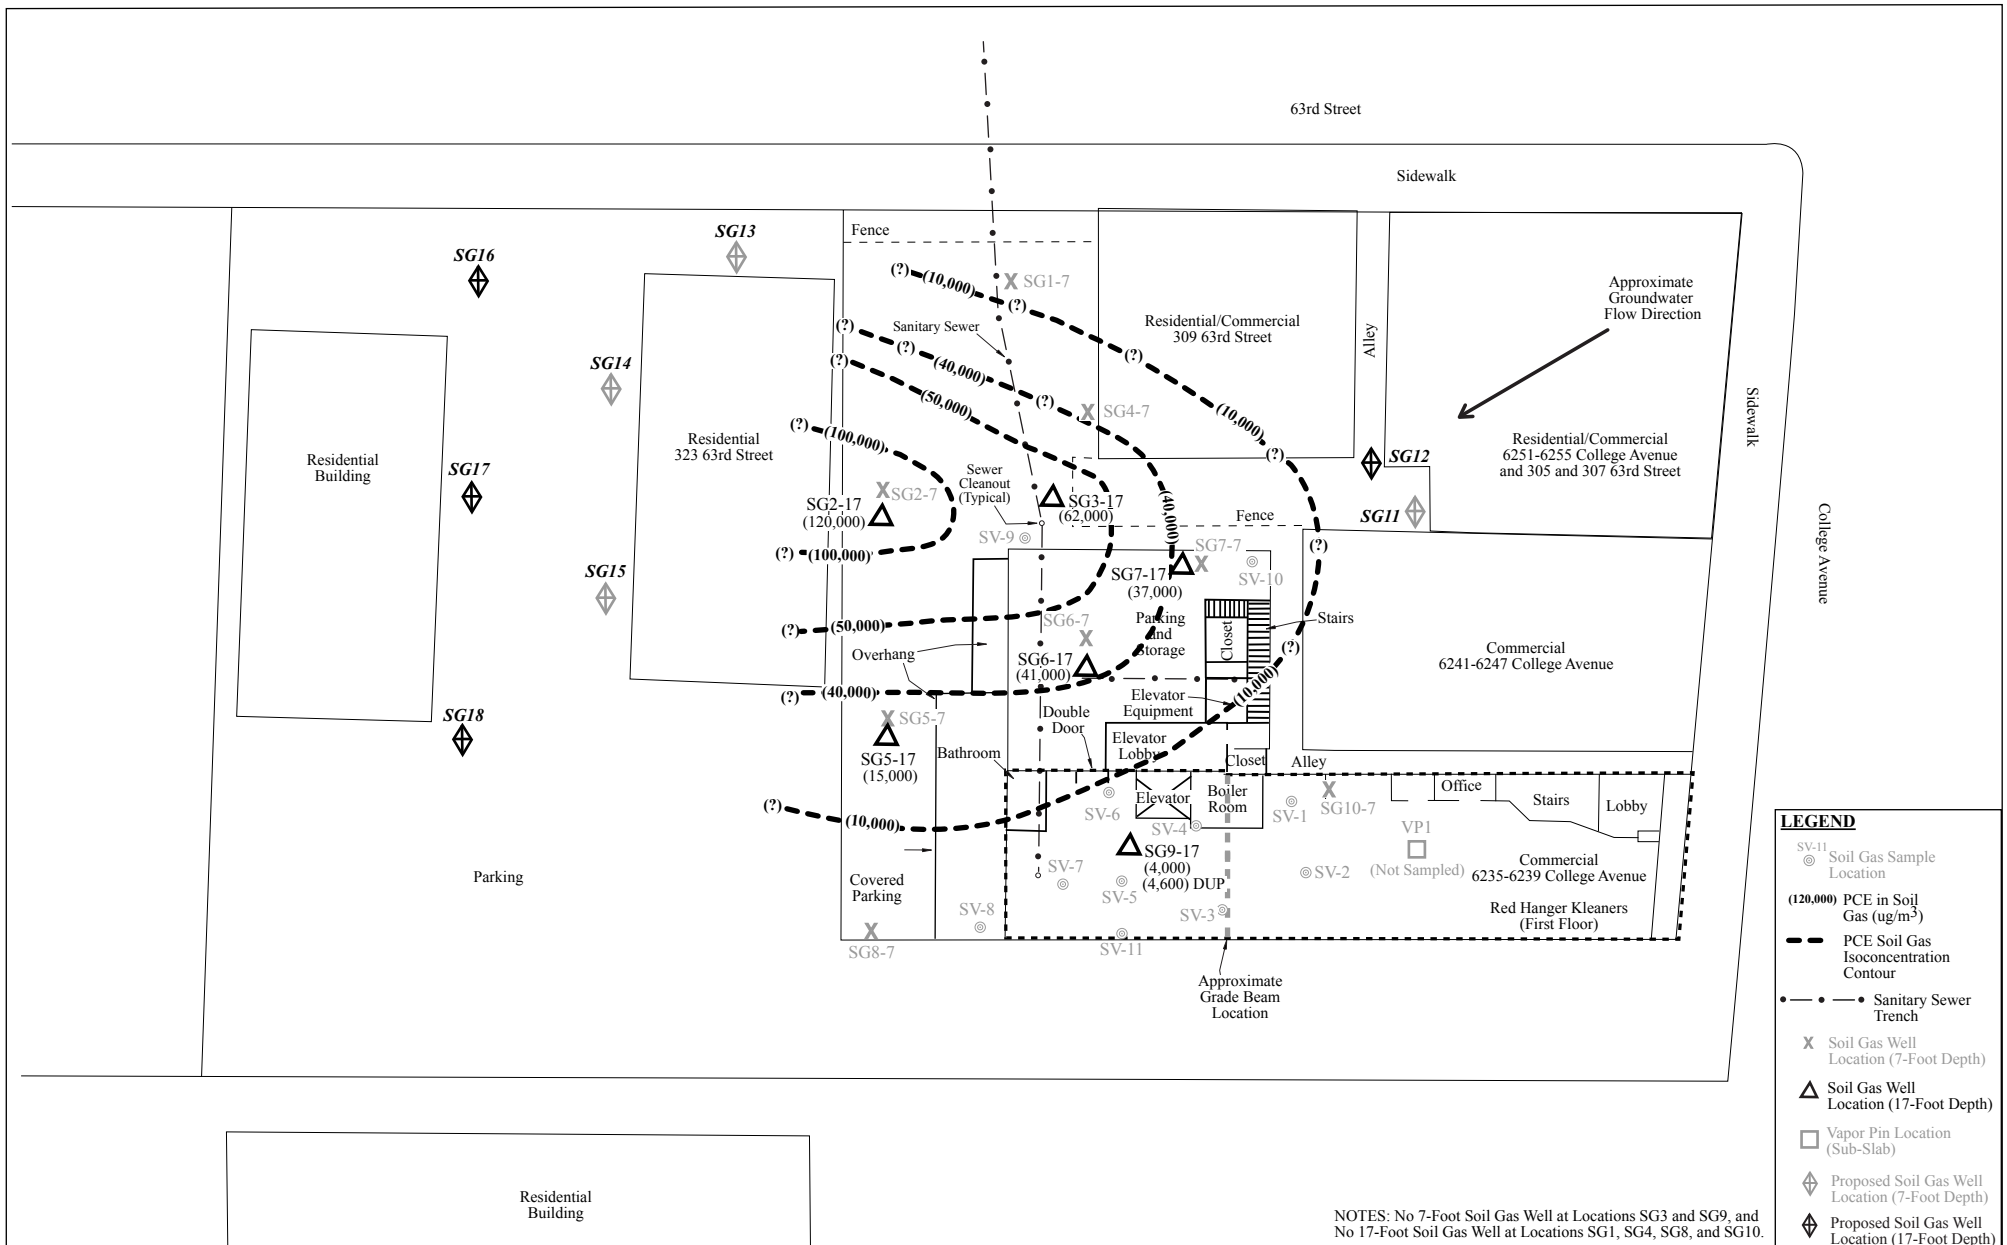 63rd Street
Sidewalk
SG13
SG16
Fence
(?)
(10,000)
(?)
SG1-7
Approximate
Groundwater
Flow Direction
Residential/Commercial
309 63rd Street
Alley
Sanitary Sewer
(?)
(?)
(40,000)
(?)
(?)
(?)
(50,000)
SG14
SG4-7
(10,000)
Sidewalk
(?)
(100,000)
Residential
323 63rd Street
Residential
Building
SG17
Residential/Commercial
6251-6255 College Avenue
and 305 and 307 63rd Street
(?)
SG12
Sewer
Cleanout
(Typical)
SG2-7
SG2-17
(120,000)
SG3-17
(62,000)
(40,000)
Fence
SG11
College Avenue
SV-9
(?)
(100,000)
(?)
SG7-7
SG7-17
(37,000)
SV-10
SG15
SG6-7
Parking
and
Storage
Closet
Stairs
(?)
(50,000)
(?)
Overhang
SG6-17
(41,000)
Commercial
6241-6247 College Avenue
(?)
(40,000)
(10,000)
Elevator
Equipment
SG18
SG5-7
SG5-17
(15,000)
Double
Door
Elevator
Lobby
Bathroom
Closet
Alley
(?)
(10,000)
SV-6
Elevator
Boiler
Room
SV-1
SG10-7
Office
Stairs
Lobby
SV-4
VP1
(Not Sampled)
SG9-17
(4,000)
(4,600) DUP
SV-7
SV-5
SV-2
Commercial
6235-6239 College Avenue
Parking
Covered
Parking
SV-8
SV-3
Red Hanger Kleaners
(First Floor)
SG8-7
SV-11
Approximate
Grade Beam
Location
Residential
Building
LEGEND
SV-11
Soil Gas Sample
Location
(120,000)
PCE in Soil
Gas (ug/m3)
PCE Soil Gas
Isoconcentration
Contour
Sanitary Sewer
Trench
X
Soil Gas Well
Location (7-Foot Depth)
Soil Gas Well
Location (17-Foot Depth)
Vapor Pin Location
(Sub-Slab)
Proposed Soil Gas Well
Location (7-Foot Depth)
Proposed Soil Gas Well
Location (17-Foot Depth)
NOTES: No 7-Foot Soil Gas Well at Locations SG3 and SG9, and
No 17-Foot Soil Gas Well at Locations SG1, SG4, SG8, and SG10.